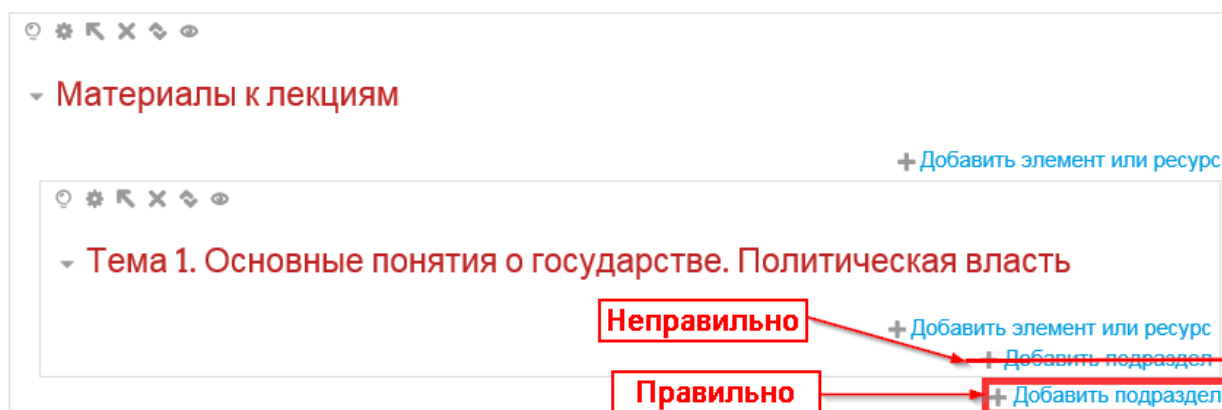 Материалы к лекциям
Добавить элемент или ресурс
Тема 1. Основные понятия о государстве. Политическая власть
Неправильно
Добавить элемент или ресурс
Добавить подраздел
Правильно
Добавить подраздел